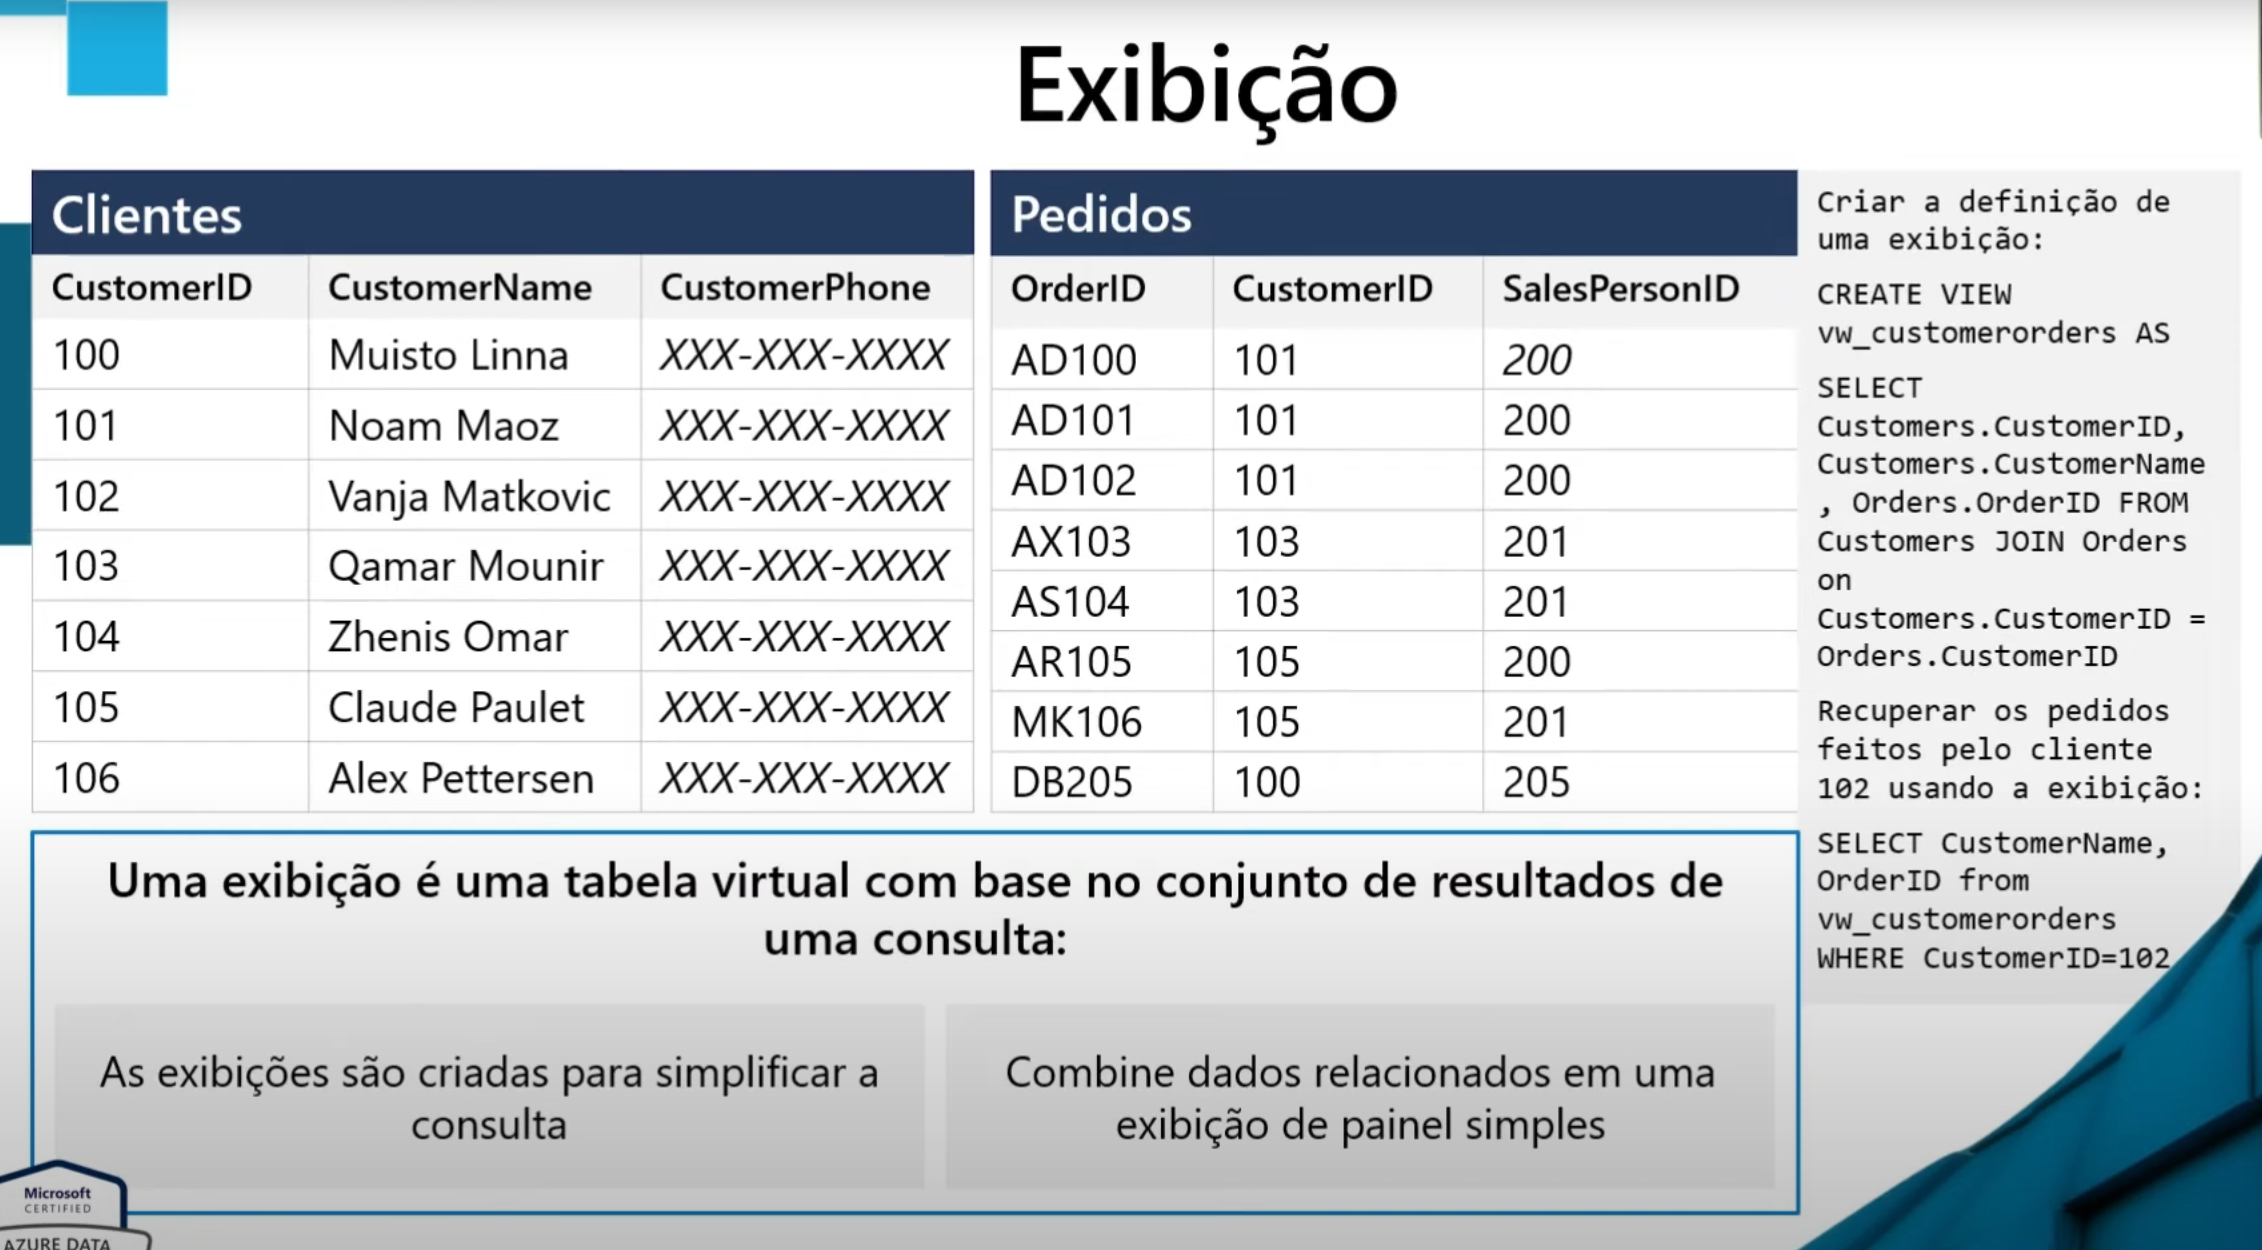 Exibição
Clientes
CustomerID CustomerName CustomerPhone
100 Muisto Linna XXX-XXX-XXXX
101 Noam Maoz XXX-XXX-XXXX
102 Vanja Matkovic XXX-XXX-XXXX
103 Qamar Mounir XXX-XXX-XXXX
104 Zhenis Omar XXX-XXX-XXXX
105 Claude Paulet XXX-XXX-XXXX
106 Alex Pettersen XXX-XXX-XXXX
Pedidos
OrderID CustomerID SalesPersonID
AD100 101 200
AD101 101 200
AD102 101 200
AX103 103 201
AS104 103 201
AR105 105 200
MK106 105 201
DB205 100 205
Criar a definição de
uma exibição:
CREATE VIEW
vw_customerorders AS
SELECT
Customers.CustomerID,
Customers.CustomerName
, Orders.OrderID FROM
Customers JOIN Orders
on
Customers.CustomerID =
Orders.CustomerID
Recuperar os pedidos
feitos pelo cliente
102 usando a exibição:
SELECT CustomerName,
OrderID from
vw_customerorders
WHERE CustomerID=102
Uma exibição é uma tabela virtual com base no conjunto de resultados de
uma consulta:
As exibições são criadas para simplificar a
consulta
Combine dados relacionados em uma
exibição de painel simples
Microsoft
CERTIFIED
AZURE DATA